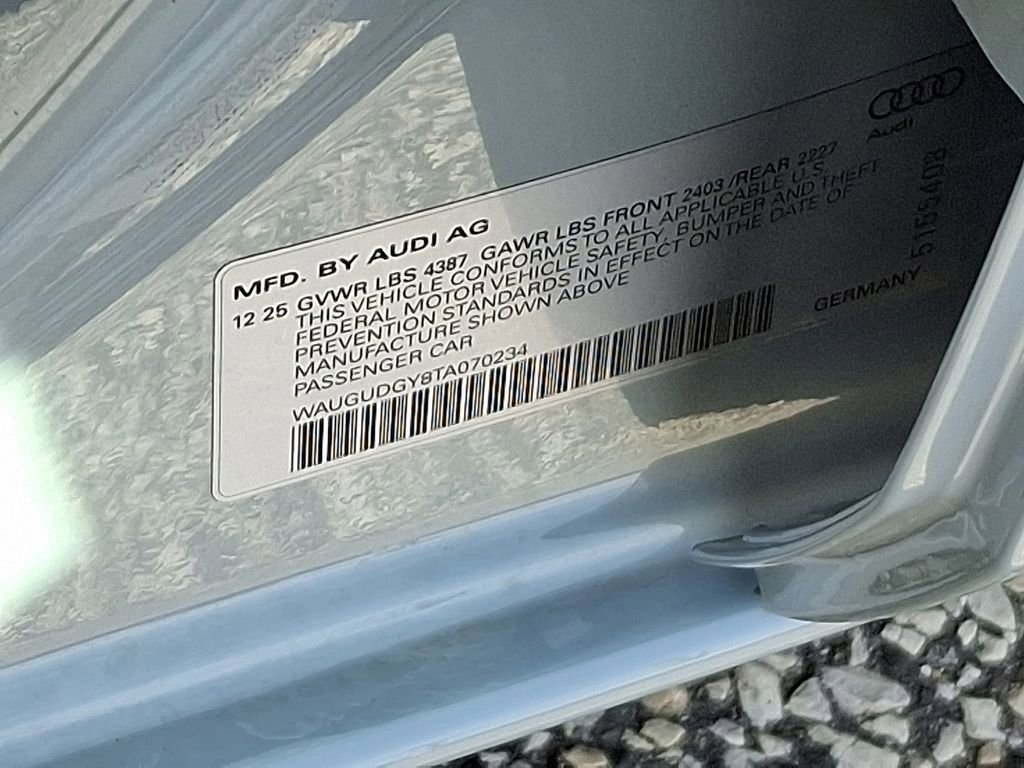 Audi
MFD. BY AUDI AG
12 25 GVWR LBS 4387 GAWR LBS FRONT 2403 /REAR 2227
THIS VEHICLE CONFORMS TO ALL APPLICABLE U.S.
FEDERAL MOTOR VEHICLE SAFETY, BUMPER AND THEFT
PREVENTION STANDARDS IN EFFECT ON THE DATE OF
MANUFACTURE SHOWN ABOVE
PASSENGER CAR
WAUGUDGY8TA070234
GERMANY